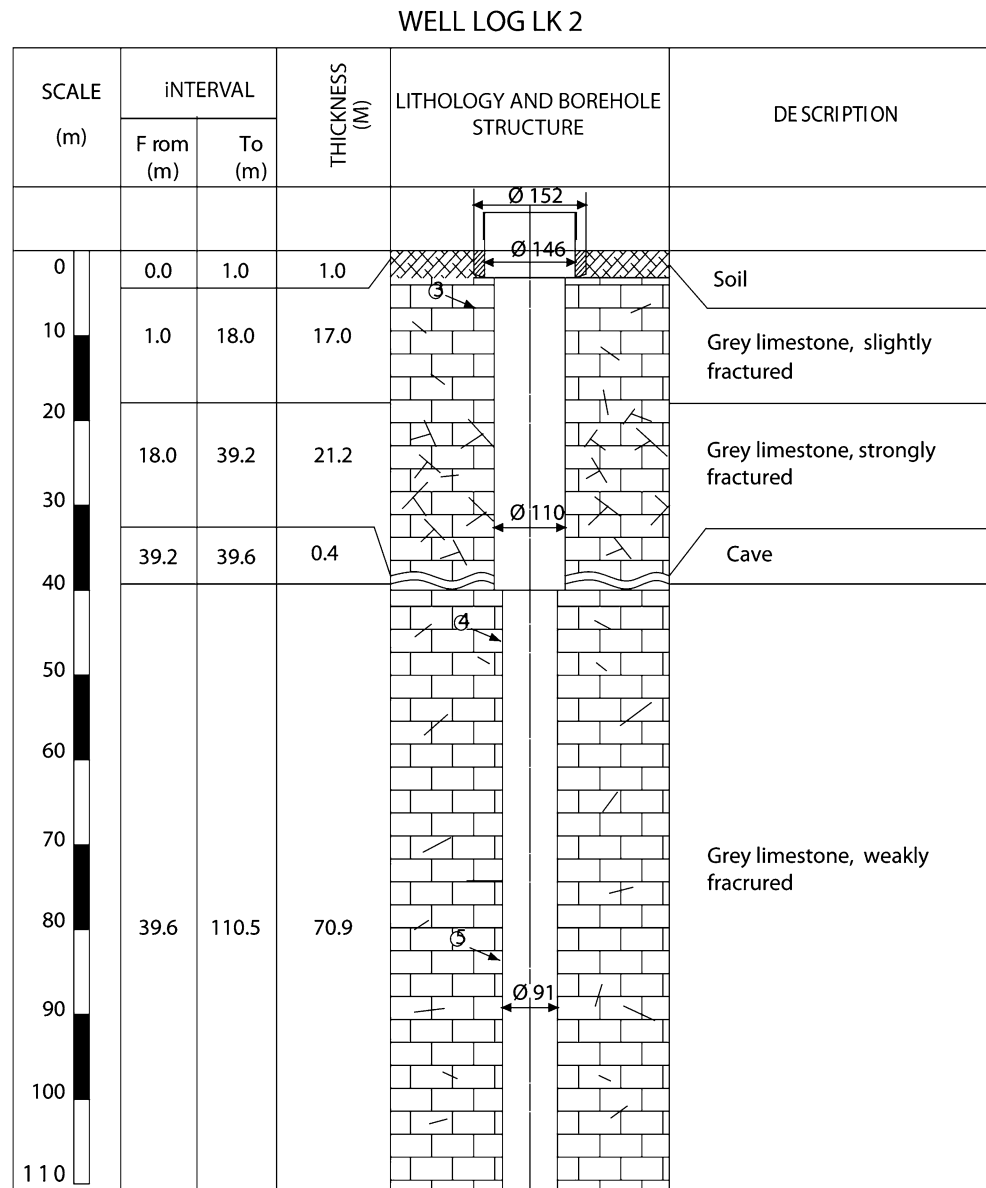 WELL LOG LK 2
SCALE
(m)
iNTERVAL
F rom
(m)
To
(m)
THICKNESS
(M)
LITHOLOGY AND BOREHOLE
STRUCTURE
DESCRIPTION
Ø 152
Ø 146
0
0.0 1.0 1.0
Soil
3
10
1.0 18.0 17.0
Grey limestone, slightly
fractured
20
18.0 39.2 21.2
Grey limestone, strongly
fractured
30
Ø 110
39.2 39.6 0.4
Cave
40
4
50
60
70
Grey limestone, weakly
fracrured
80
39.6 110.5 70.9
5
Ø 91
90
100
110